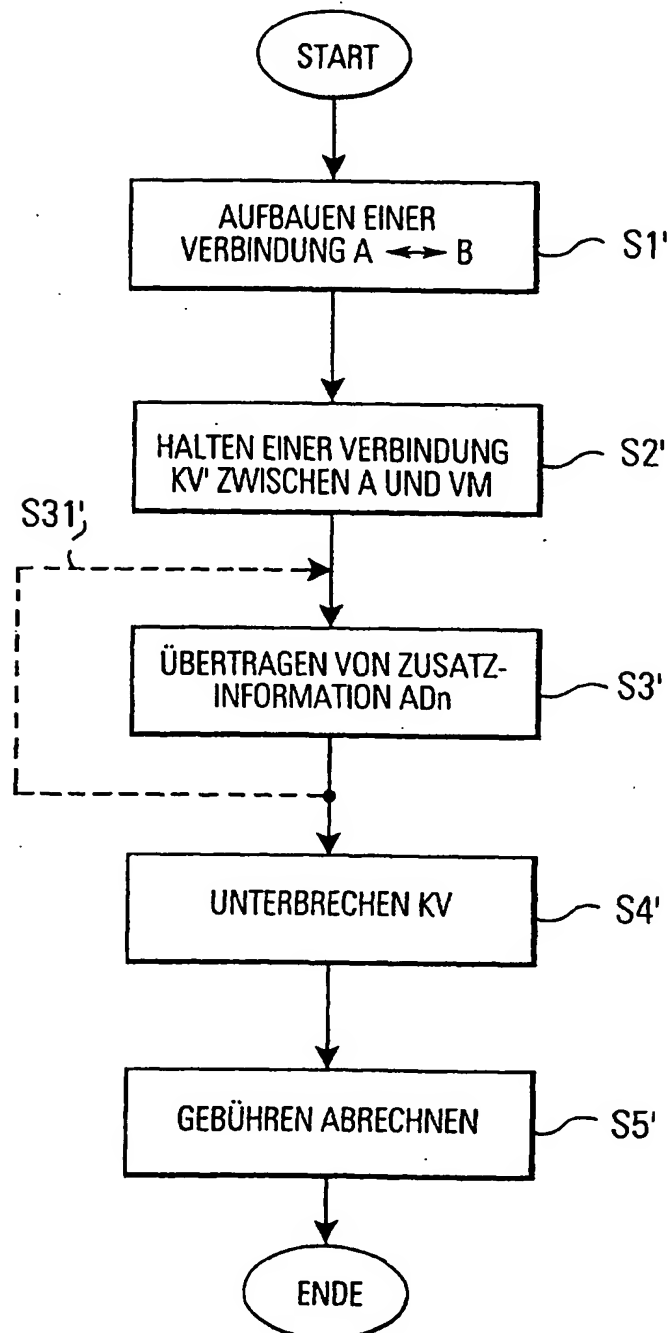 START
AUFBAUEN EINER
VERBINDUNG A ↔ B
S1'
HALTEN EINER VERBINDUNG
KV' ZWISCHEN A UND VM
S2'
S31'
ÜBERTRAGEN VON ZUSATZ-
INFORMATION ADn
S3'
UNTERBRECHEN KV
S4'
GEBÜHREN ABRECHNEN
S5'
ENDE